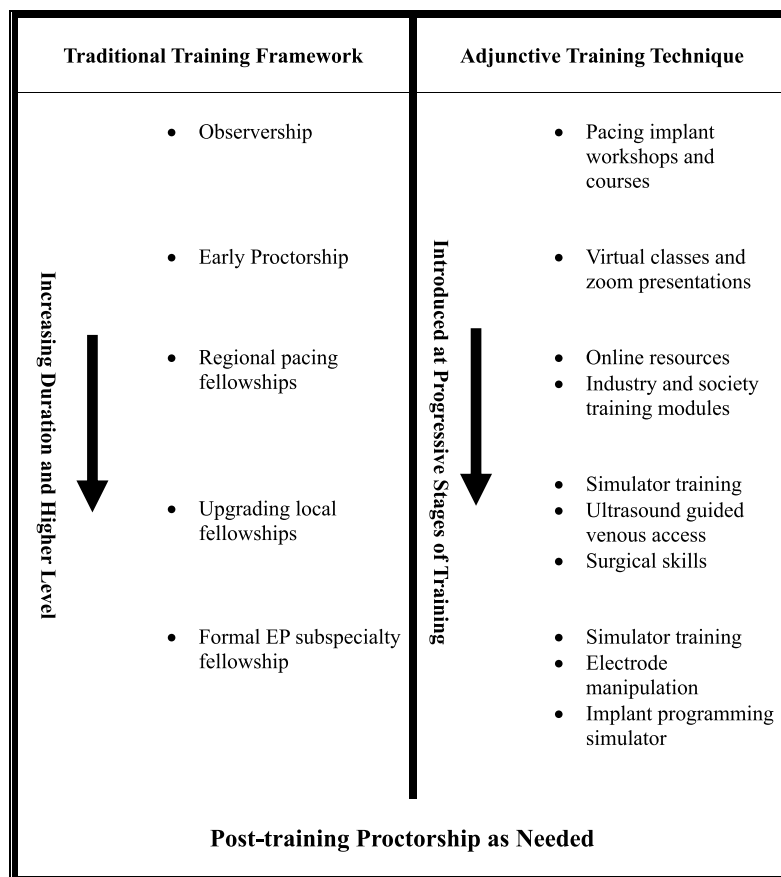 Traditional Training Framework
Increasing Duration and Higher Level
• Observership
• Early Proctorship
• Regional pacing
fellowships
• Upgrading local
fellowships
• Formal EP subspecialty
fellowship
Adjunctive Training Technique
Introduced at Progressive Stages of Training
• Pacing implant
workshops and
courses
• Virtual classes and
zoom presentations
• Online resources
• Industry and society
training modules
• Simulator training
• Ultrasound guided
venous access
• Surgical skills
• Simulator training
• Electrode
manipulation
• Implant programming
simulator
Post-training Proctorship as Needed